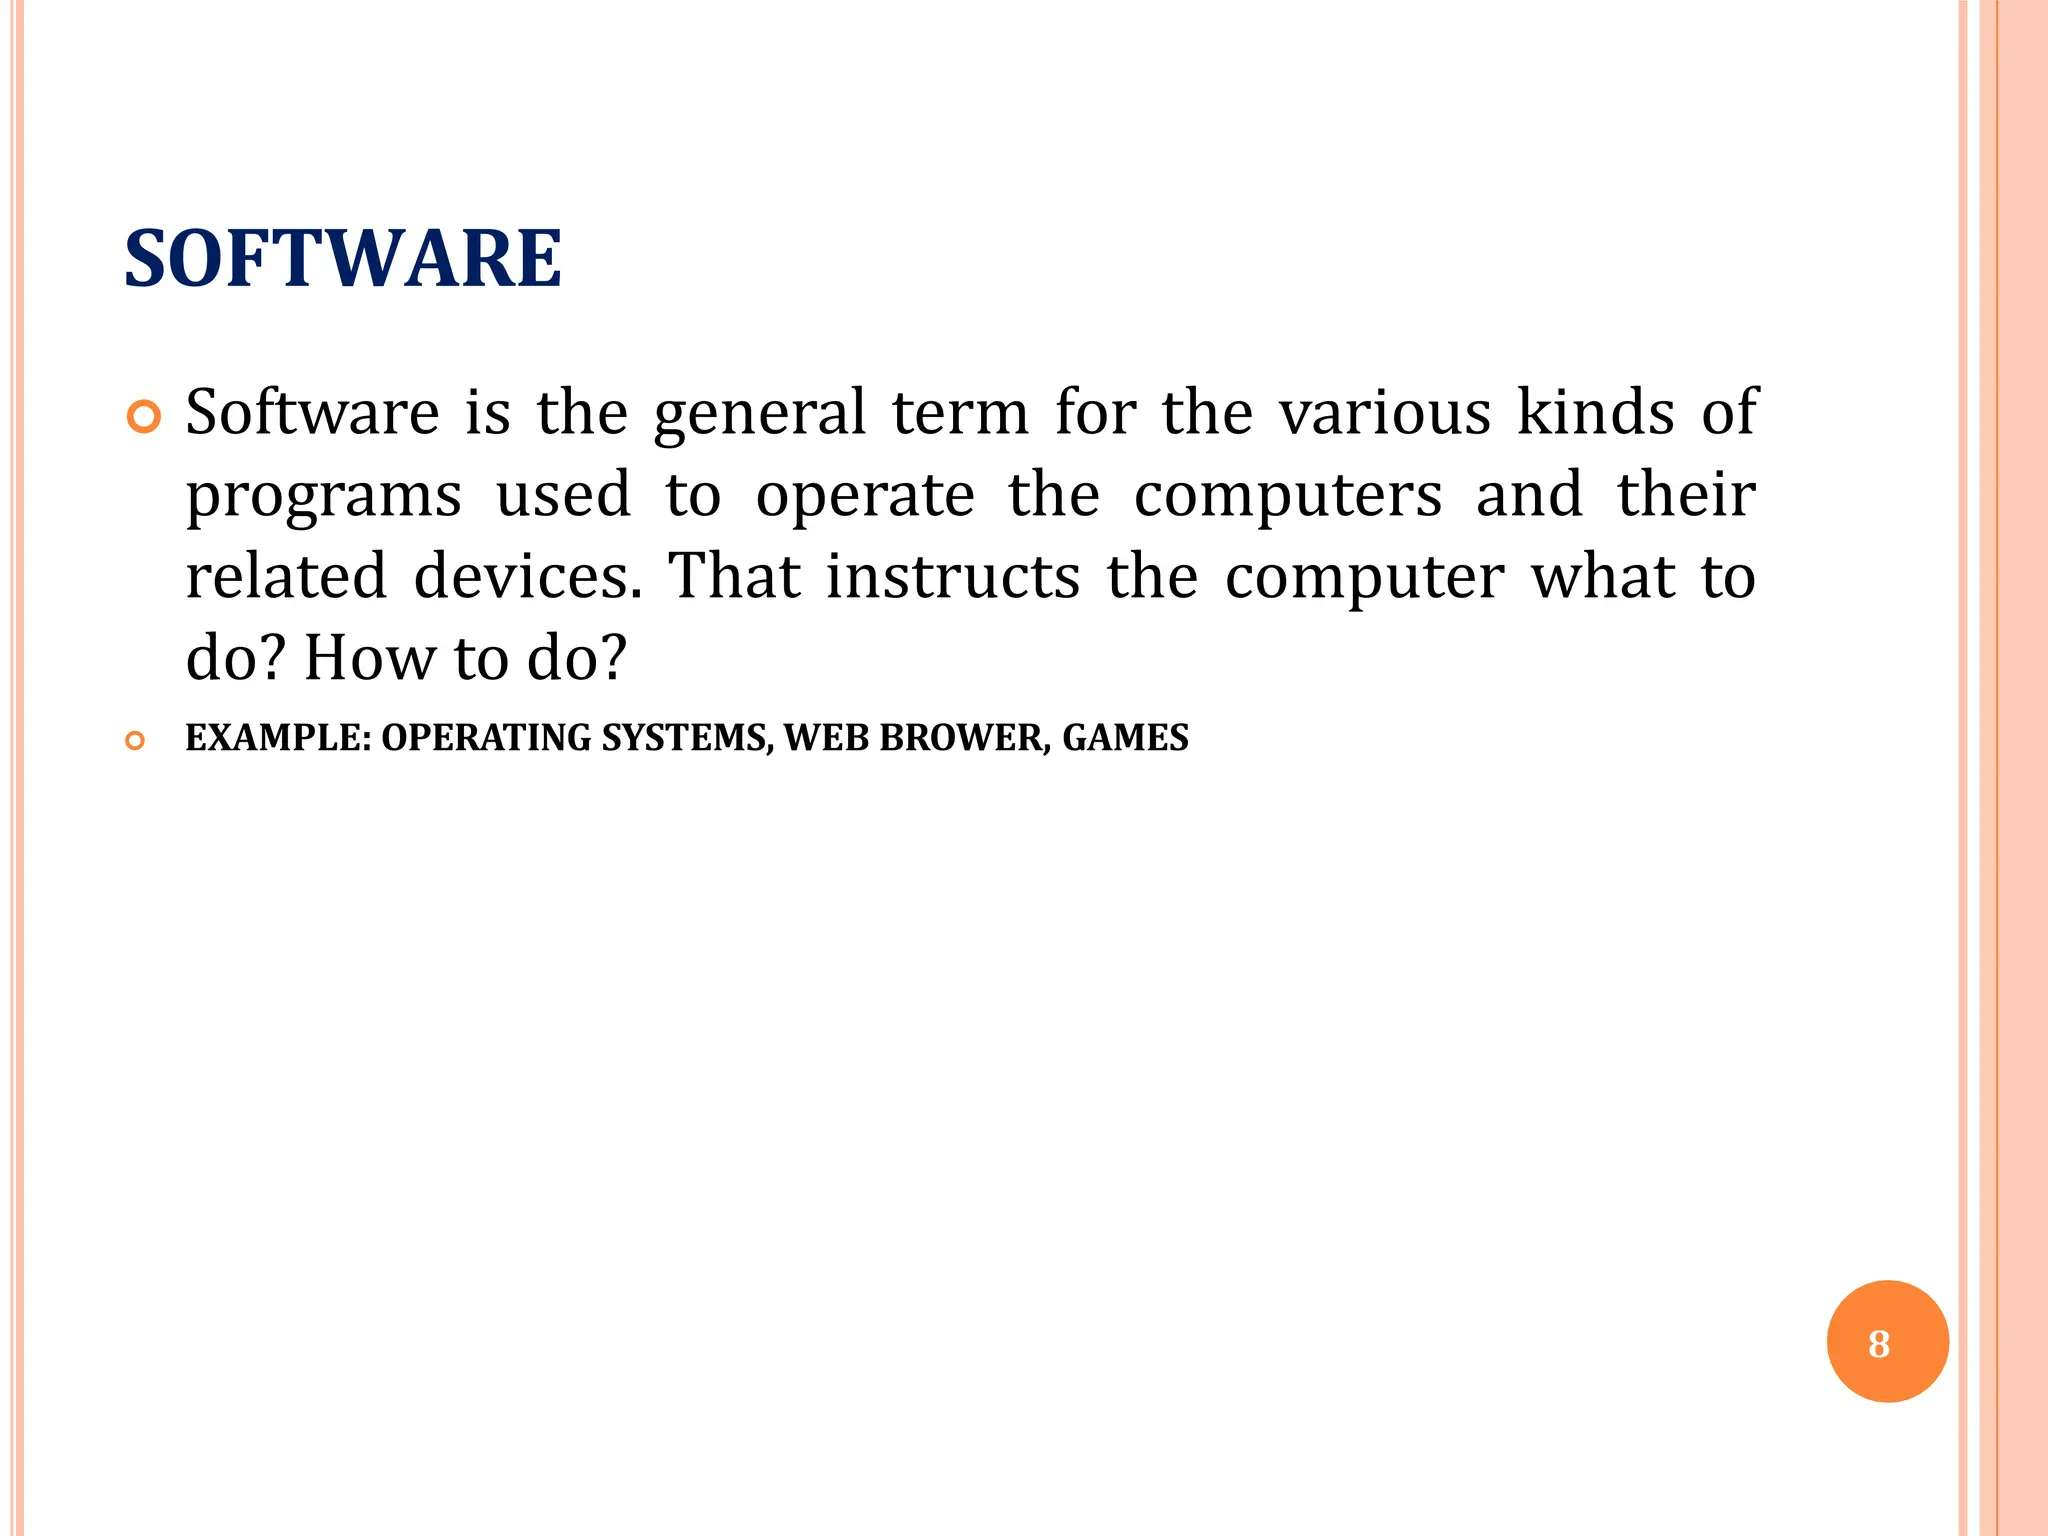 SOFTWARE
Software is the general term for the various kinds of
programs used to operate the computers and their
related devices. That instructs the computer what to
do? How to do?
EXAMPLE: OPERATING SYSTEMS, WEB BROWER, GAMES
8